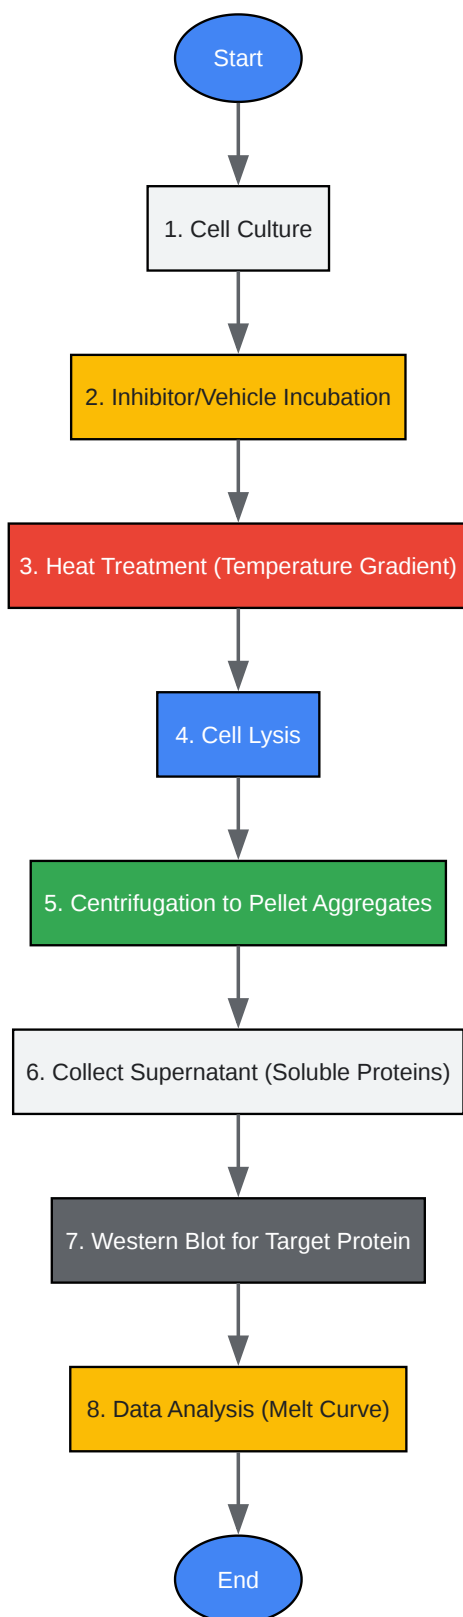 Start
1. Cell Culture
2. Inhibitor/Vehicle Incubation
3. Heat Treatment (Temperature Gradient)
4. Cell Lysis
5. Centrifugation to Pellet Aggregates
6. Collect Supernatant (Soluble Proteins)
7. Western Blot for Target Protein
8. Data Analysis (Melt Curve)
End